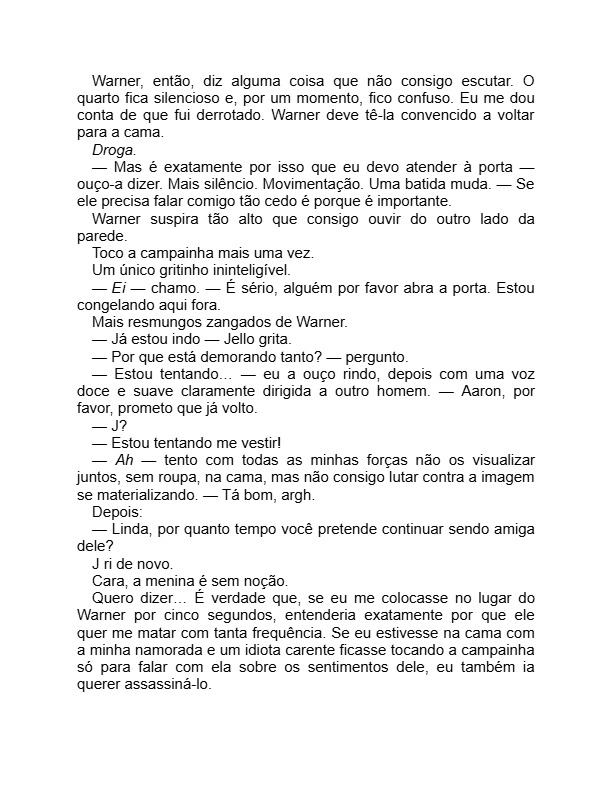 Warner, então, diz alguma coisa que não consigo escutar. O
quarto fica silencioso e, por um momento, fico confuso. Eu me dou
conta de que fui derrotado. Warner deve tê-la convencido a voltar
para a cama.
Droga.
— Mas é exatamente por isso que eu devo atender à porta —
ouço-a dizer. Mais silêncio. Movimentação. Uma batida muda. — Se
ele precisa falar comigo tão cedo é porque é importante.
Warner suspira tão alto que consigo ouvir do outro lado da
parede.
Toco a campainha mais uma vez.
Um único gritinho ininteligível.
— Ei — chamo. — É sério, alguém por favor abra a porta. Estou
congelando aqui fora.
Mais resmungos zangados de Warner.
— Já estou indo — Jello grita.
— Por que está demorando tanto? — pergunto.
— Estou tentando… — eu a ouço rindo, depois com uma voz
doce e suave claramente dirigida a outro homem. — Aaron, por
favor, prometo que já volto.
— J?
— Estou tentando me vestir!
— Ah — tento com todas as minhas forças não os visualizar
juntos, sem roupa, na cama, mas não consigo lutar contra a imagem
se materializando. — Tá bom, argh.
Depois:
— Linda, por quanto tempo você pretende continuar sendo amiga
dele?
J ri de novo.
Cara, a menina é sem noção.
Quero dizer… É verdade que, se eu me colocasse no lugar do
Warner por cinco segundos, entenderia exatamente por que ele
quer me matar com tanta frequência. Se eu estivesse na cama com
a minha namorada e um idiota carente ficasse tocando a campainha
só para falar com ela sobre os sentimentos dele, eu também ia
querer assassiná-lo.